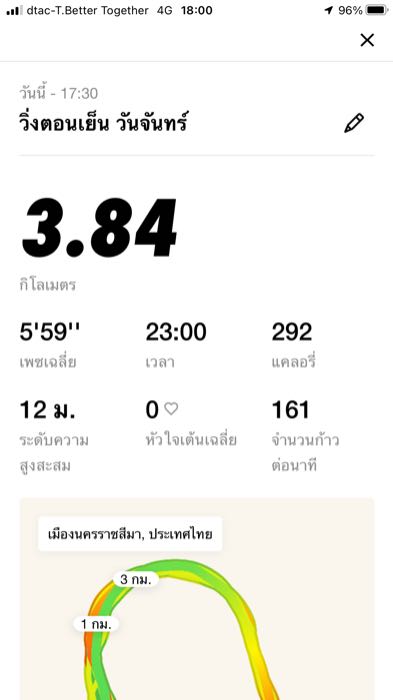 dtac-T.Better Together 4G 18:00 96%
วันนี้ - 17:30
วิ่งตอนเย็น วันจันทร์
3.84
กิโลเมตร
5'59'' 23:00 292
เพซเฉลี่ย เวลา แคลอรี่
12 ม. 0 161
ระดับความสูงสะสม หัวใจเต้นเฉลี่ย จำนวนก้าวต่อนาที
เมืองนครราชสีมา, ประเทศไทย
3 กม.
1 กม.